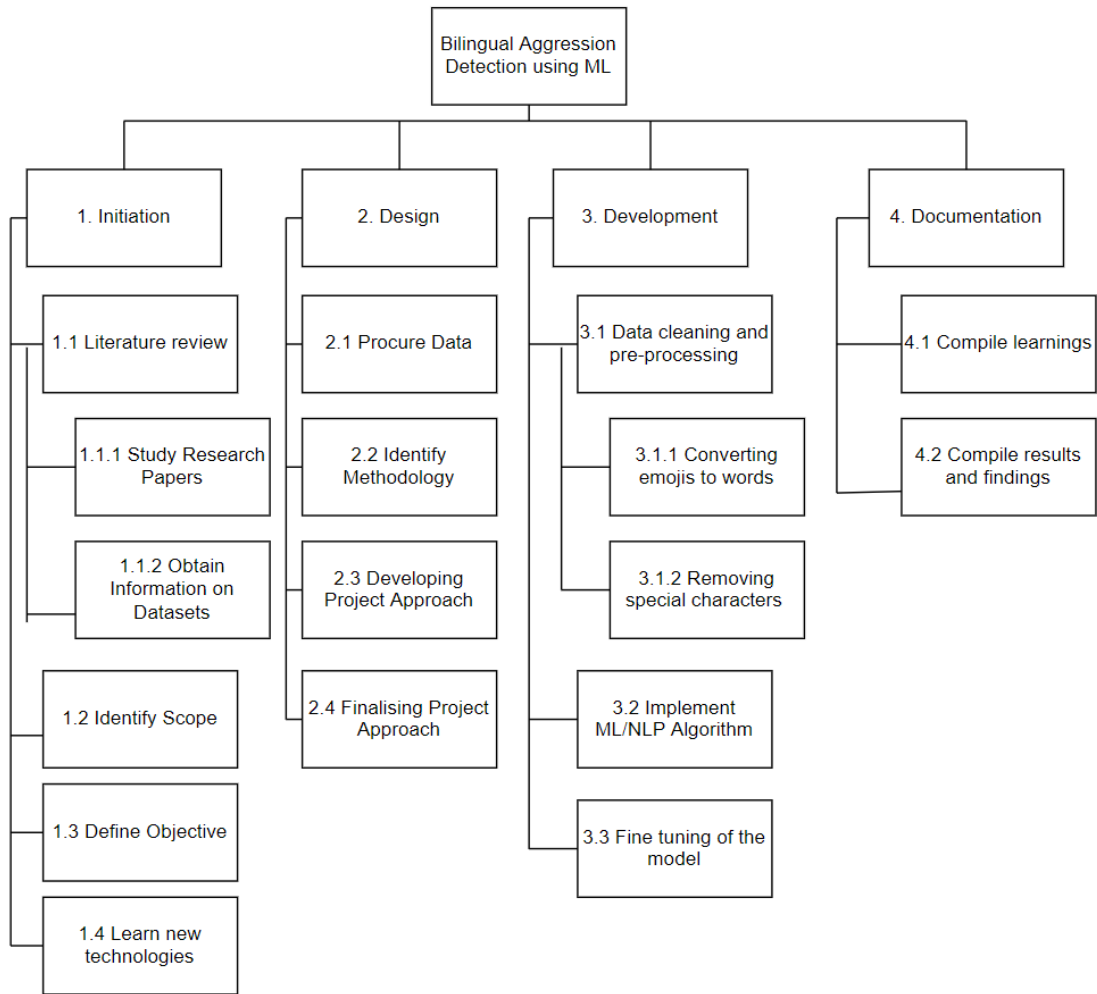 Bilingual Aggression
Detection using ML
1. Initiation
2. Design
3. Development
4. Documentation
1.1 Literature review
2.1 Procure Data
3.1 Data cleaning and
pre-processing
4.1 Compile learnings
1.1.1 Study Research
Papers
2.2 Identify
Methodology
3.1.1 Converting
emojis to words
4.2 Compile results
and findings
1.1.2 Obtain
Information on
Datasets
2.3 Developing
Project Approach
3.1.2 Removing
special characters
1.2 Identify Scope
2.4 Finalising Project
Approach
3.2 Implement
ML/NLP Algorithm
1.3 Define Objective
3.3 Fine tuning of the
model
1.4 Learn new
technologies